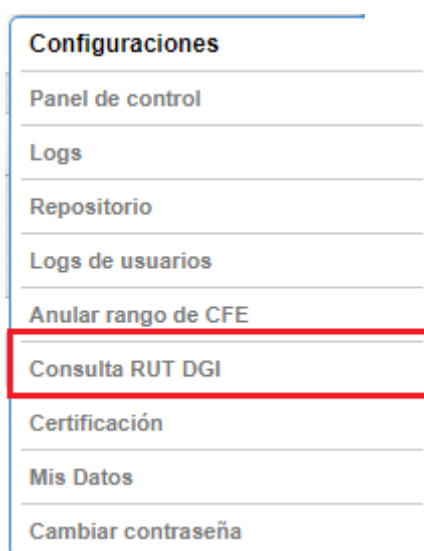 Configuraciones
Panel de control
Logs
Repositorio
Logs de usuarios
Anular rango de CFE
Consulta RUT DGI
Certificación
Mis Datos
Cambiar contraseña